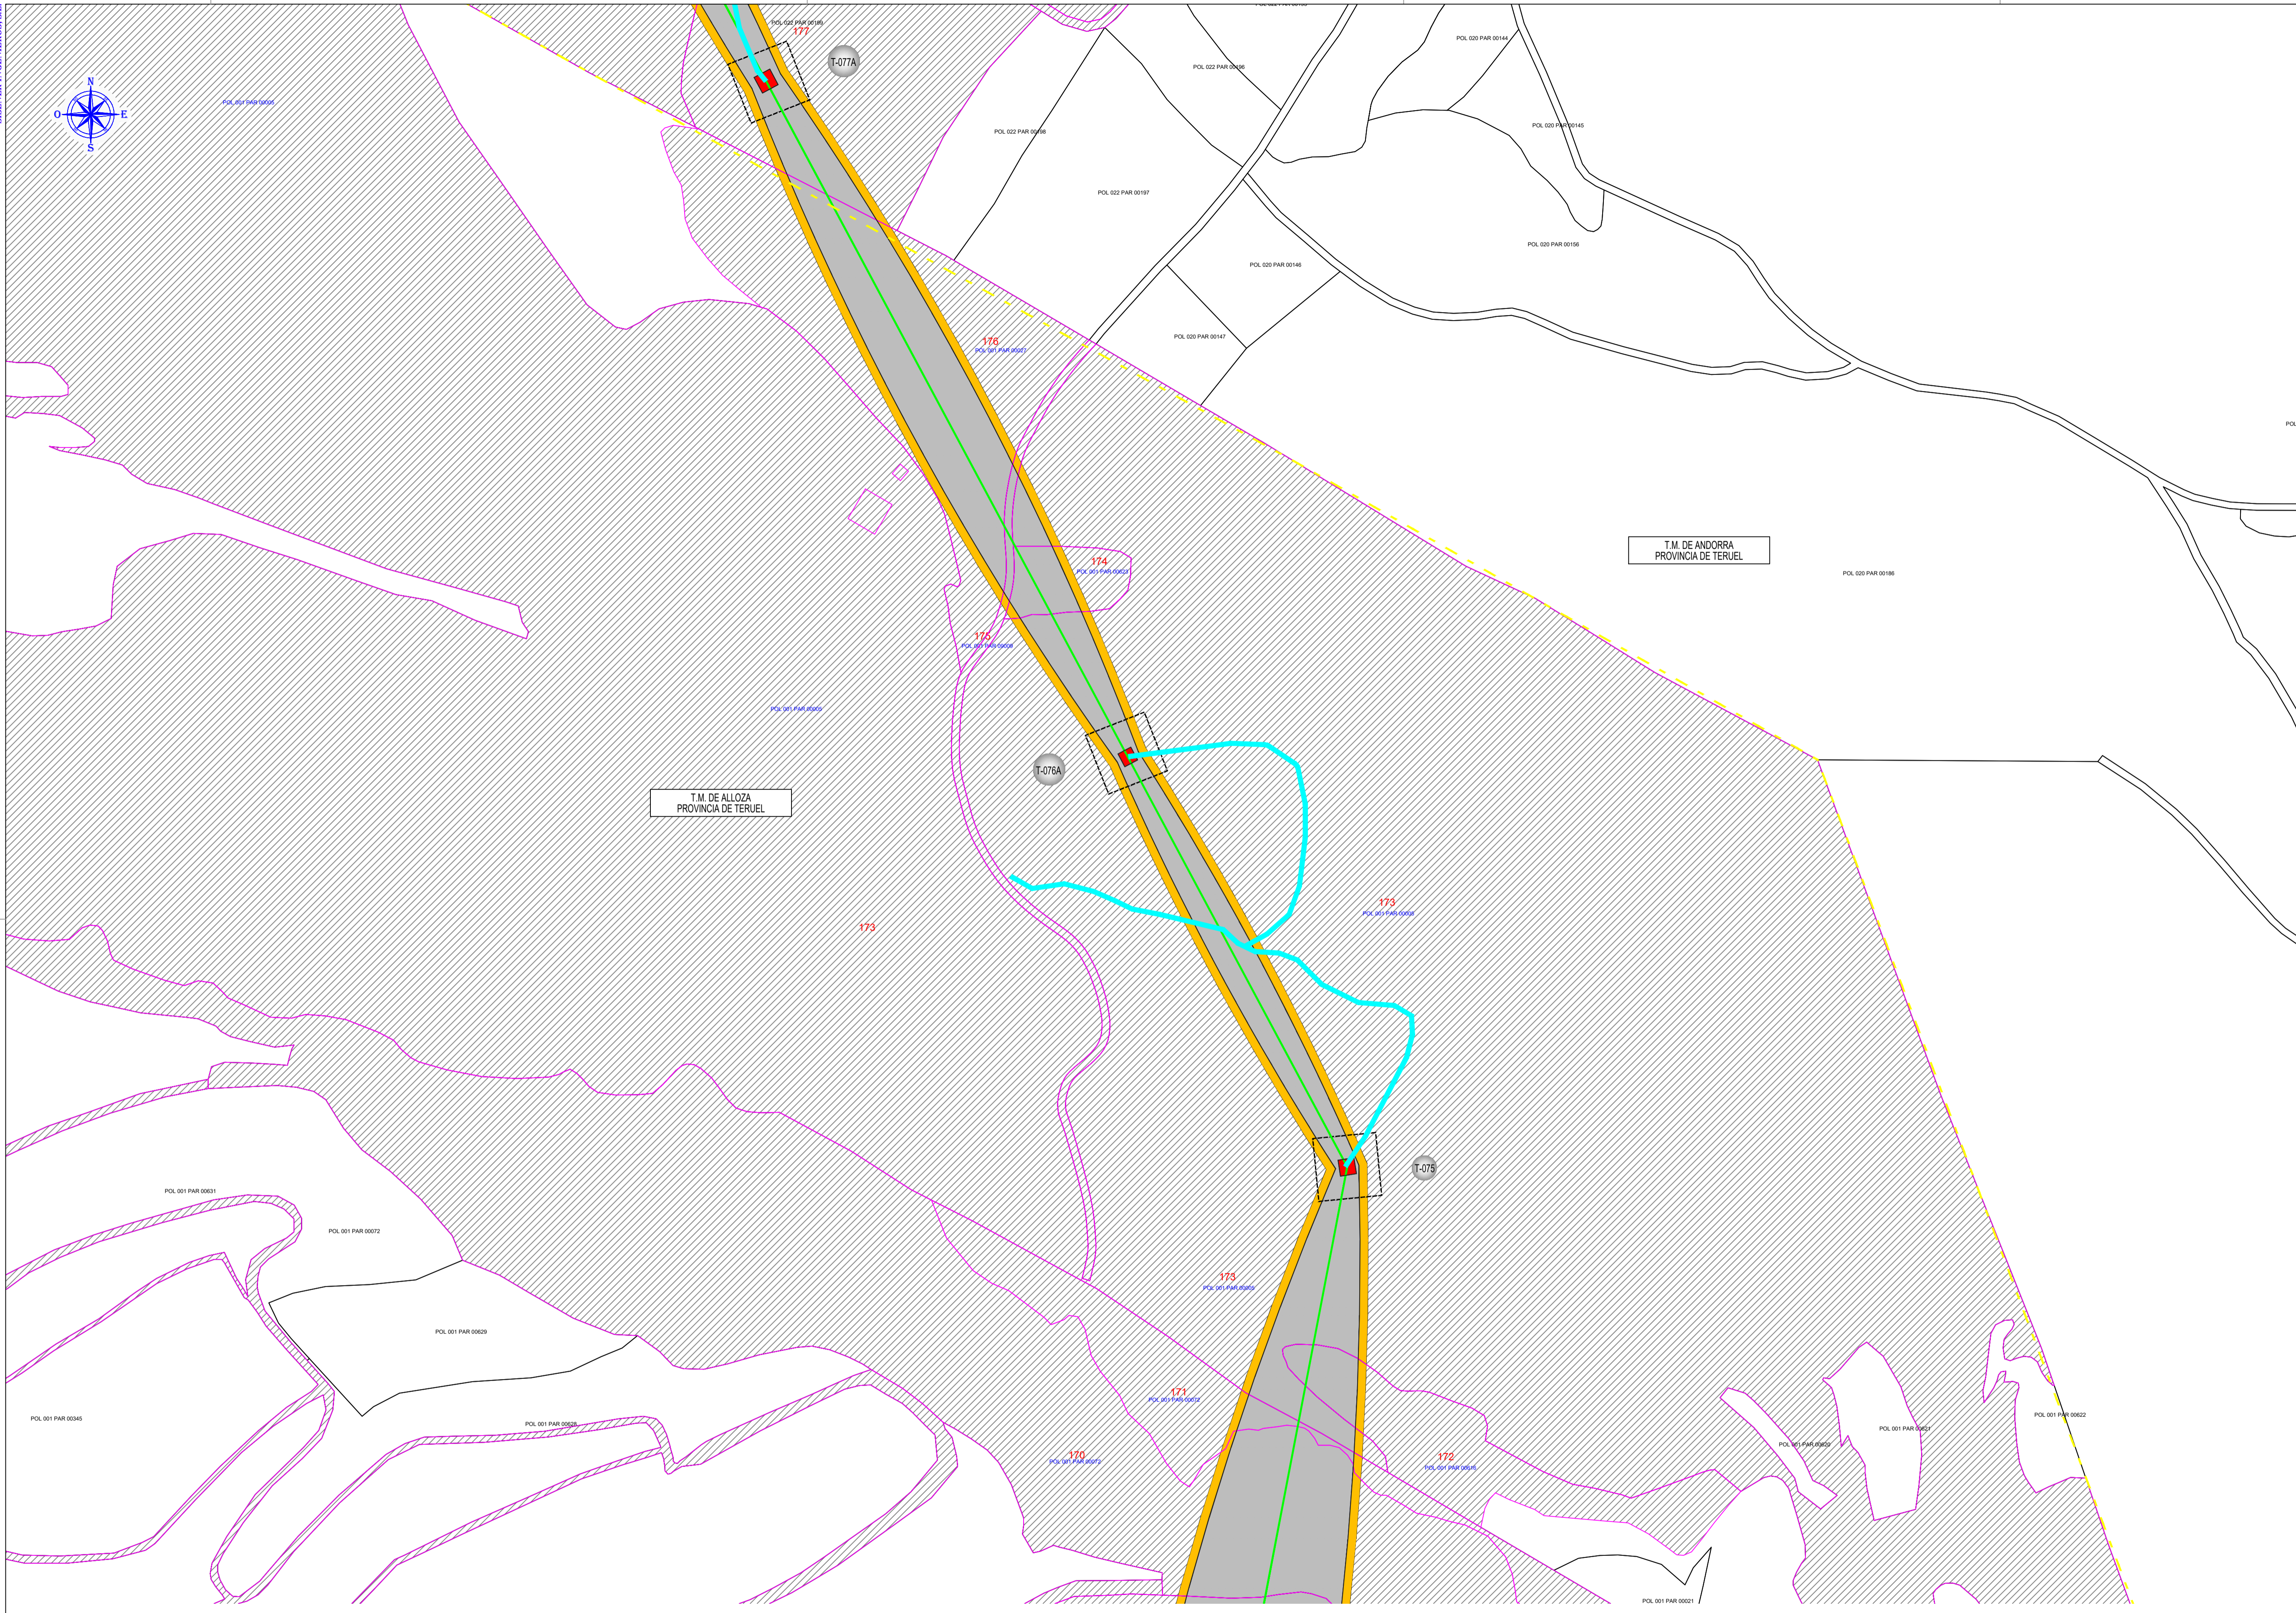 POL 022 PAR 00199
177
T-077A
POL 020 PAR 00144
POL 022 PAR 00196
N
O
E
S
POL 001 PAR 00005
POL 022 PAR 00198
POL 020 PAR 00145
POL 022 PAR 00197
POL 020 PAR 00156
POL 020 PAR 00146
POL 020 PAR 00147
176
POL 001 PAR 00027
POL
T.M. DE ANDORRA
PROVINCIA DE TERUEL
174
POL 001 PAR 00623
POL 020 PAR 00186
175
POL 001 PAR 09009
POL 001 PAR 00005
T-076A
T.M. DE ALLOZA
PROVINCIA DE TERUEL
173
POL 001 PAR 00005
173
T-075
POL 001 PAR 00631
POL 001 PAR 00072
173
POL 001 PAR 00005
POL 001 PAR 00629
171
POL 001 PAR 00072
POL 001 PAR 00345
POL 001 PAR 00628
170
POL 001 PAR 00072
172
POL 001 PAR 00616
POL 001 PAR 00620
POL 001 PAR 00621
POL 001 PAR 00622
POL 001 PAR 00021